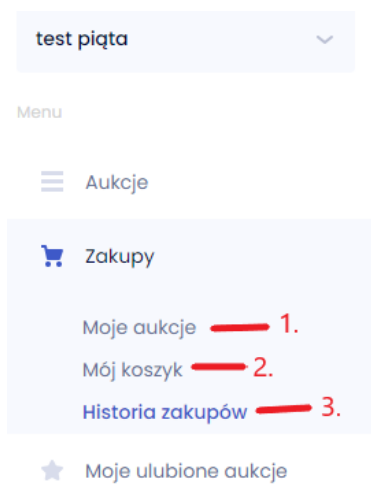 test piąta
Menu
Aukcje
Zakupy
Moje aukcje 1.
Mój koszyk 2.
Historia zakupów 3.
Moje ulubione aukcje